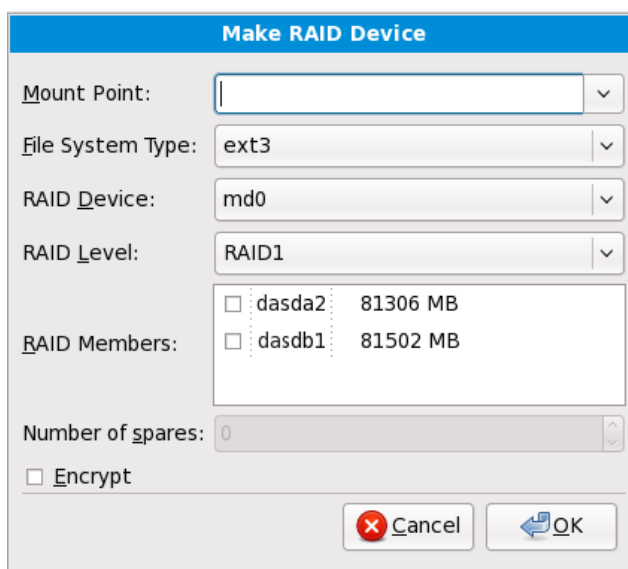 Make RAID Device
Mount Point:
File System Type: ext3
RAID Device: md0
RAID Level: RAID1
RAID Members:
dasda2 81306 MB
dasdb1 81502 MB
Number of spares: 0
Encrypt
Cancel OK